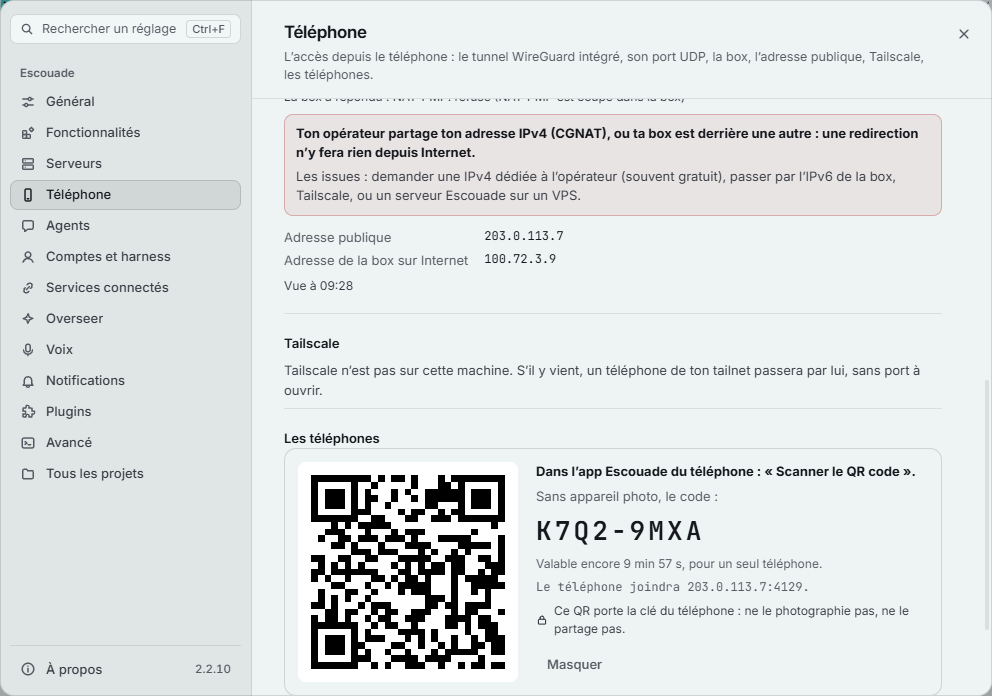 Rechercher un réglage Ctrl+F
Escouade
Général
Fonctionnalités
Serveurs
Téléphone
Agents
Comptes et harness
Services connectés
Overseer
Voix
Notifications
Plugins
Avancé
Tous les projets
À propos 2.2.10
Téléphone
L’accès depuis le téléphone : le tunnel WireGuard intégré, son port UDP, la box, l’adresse publique, Tailscale,
les téléphones.
Ton opérateur partage ton adresse IPv4 (CGNAT), ou ta box est derrière une autre : une redirection
n’y fera rien depuis Internet.
Les issues : demander une IPv4 dédiée à l’opérateur (souvent gratuit), passer par l’IPv6 de la box,
Tailscale, ou un serveur Escouade sur un VPS.
Adresse publique 203.0.113.7
Adresse de la box sur Internet 100.72.3.9
Vue à 09:28
Tailscale
Tailscale n’est pas sur cette machine. S’il y vient, un téléphone de ton tailnet passera par lui, sans port à
ouvrir.
Les téléphones
Dans l’app Escouade du téléphone : « Scanner le QR code ».
Sans appareil photo, le code :
K7Q2-9MXA
Valable encore 9 min 57 s, pour un seul téléphone.
Le téléphone joindra 203.0.113.7:4129.
Ce QR porte la clé du téléphone : ne le photographie pas, ne le
partage pas.
Masquer